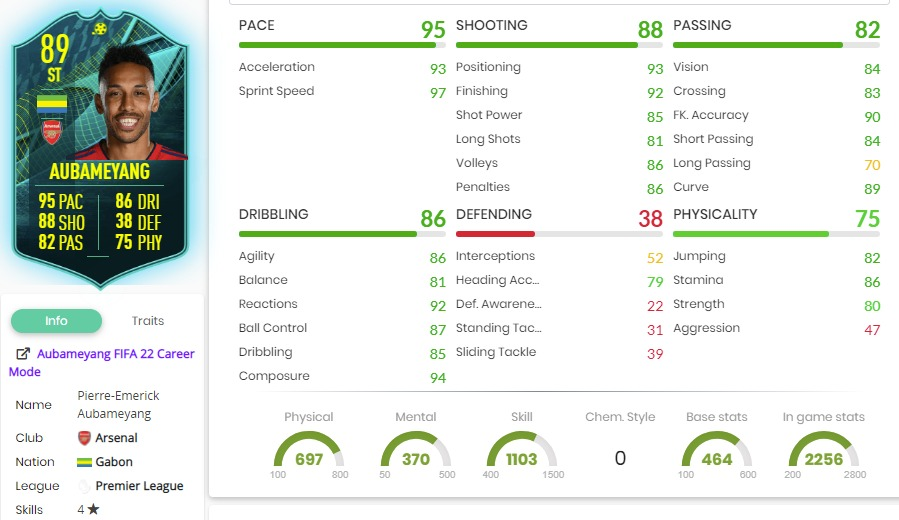 89
ST
Arsenal
AUBAMEYANG
95 PAC 86 DRI
88 SHO 38 DEF
82 PAS 75 PHY
Info Traits
Aubameyang FIFA 22 Career
Mode
Name Pierre-Emerick
Aubameyang
Club Arsenal
Nation Gabon
League Premier League
Skills 4★
PACE 95
Acceleration 93
Sprint Speed 97
SHOOTING 88
Positioning 93
Finishing 92
Shot Power 85
Long Shots 81
Volleys 86
Penalties 86
PASSING 82
Vision 84
Crossing 83
FK. Accuracy 90
Short Passing 84
Long Passing 70
Curve 89
DRIBBLING 86
Agility 86
Balance 81
Reactions 92
Ball Control 87
Dribbling 85
Composure 94
DEFENDING 38
Interceptions 52
Heading Acc... 79
Def. Awarene... 22
Standing Tac... 31
Sliding Tackle 39
PHYSICALITY 75
Jumping 82
Stamina 86
Strength 80
Aggression 47
Physical
697
100 800
Mental
370
50 500
Skill
1103
400 1500
Chem. Style
0
Base stats
464
100 600
In game stats
2256
200 2800